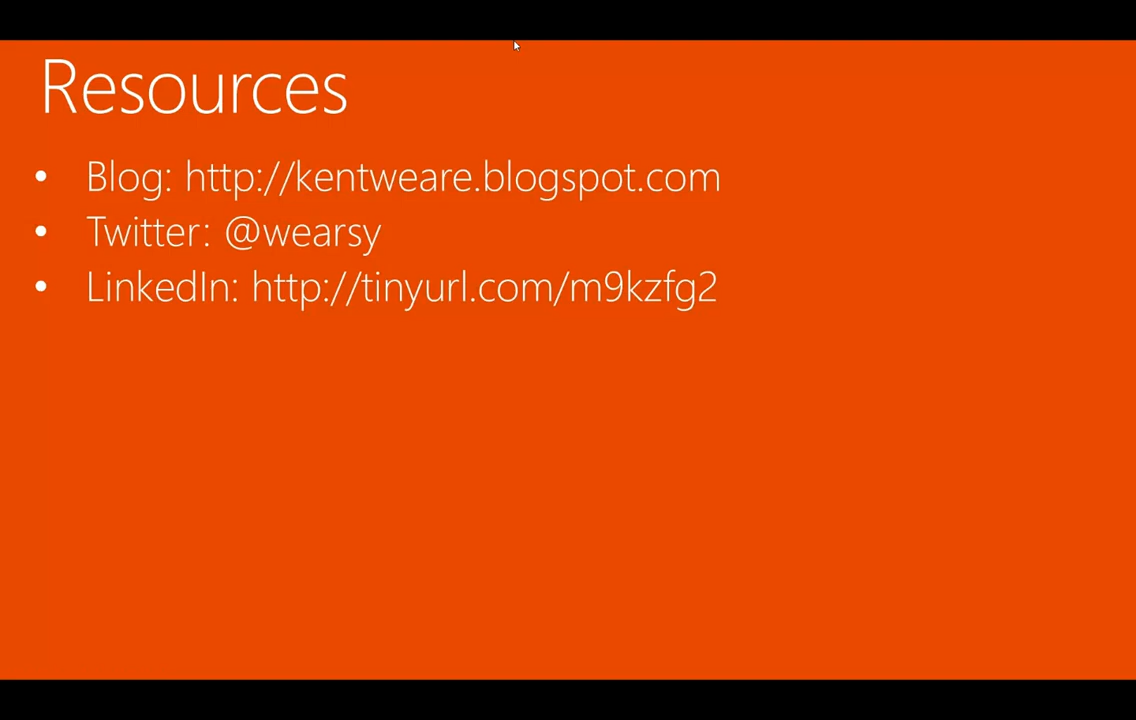 Resources
• Blog: http://kentweare.blogspot.com
• Twitter: @wearsy
• LinkedIn: http://tinyurl.com/m9kzfg2